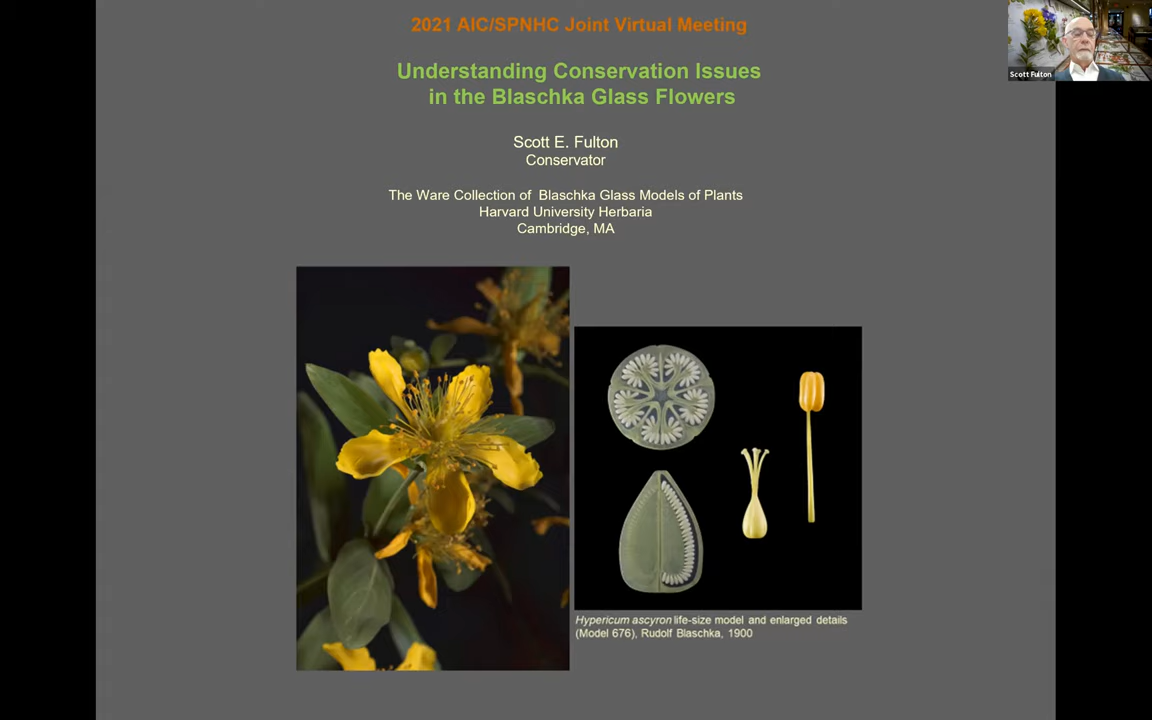 2021 AIC/SPNHC Joint Virtual Meeting
Understanding Conservation Issues
in the Blaschka Glass Flowers
Scott E. Fulton
Conservator
The Ware Collection of Blaschka Glass Models of Plants
Harvard University Herbaria
Cambridge, MA
Hypericum ascyron life-size model and enlarged details
(Model 676), Rudolf Blaschka, 1900
Scott Fulton